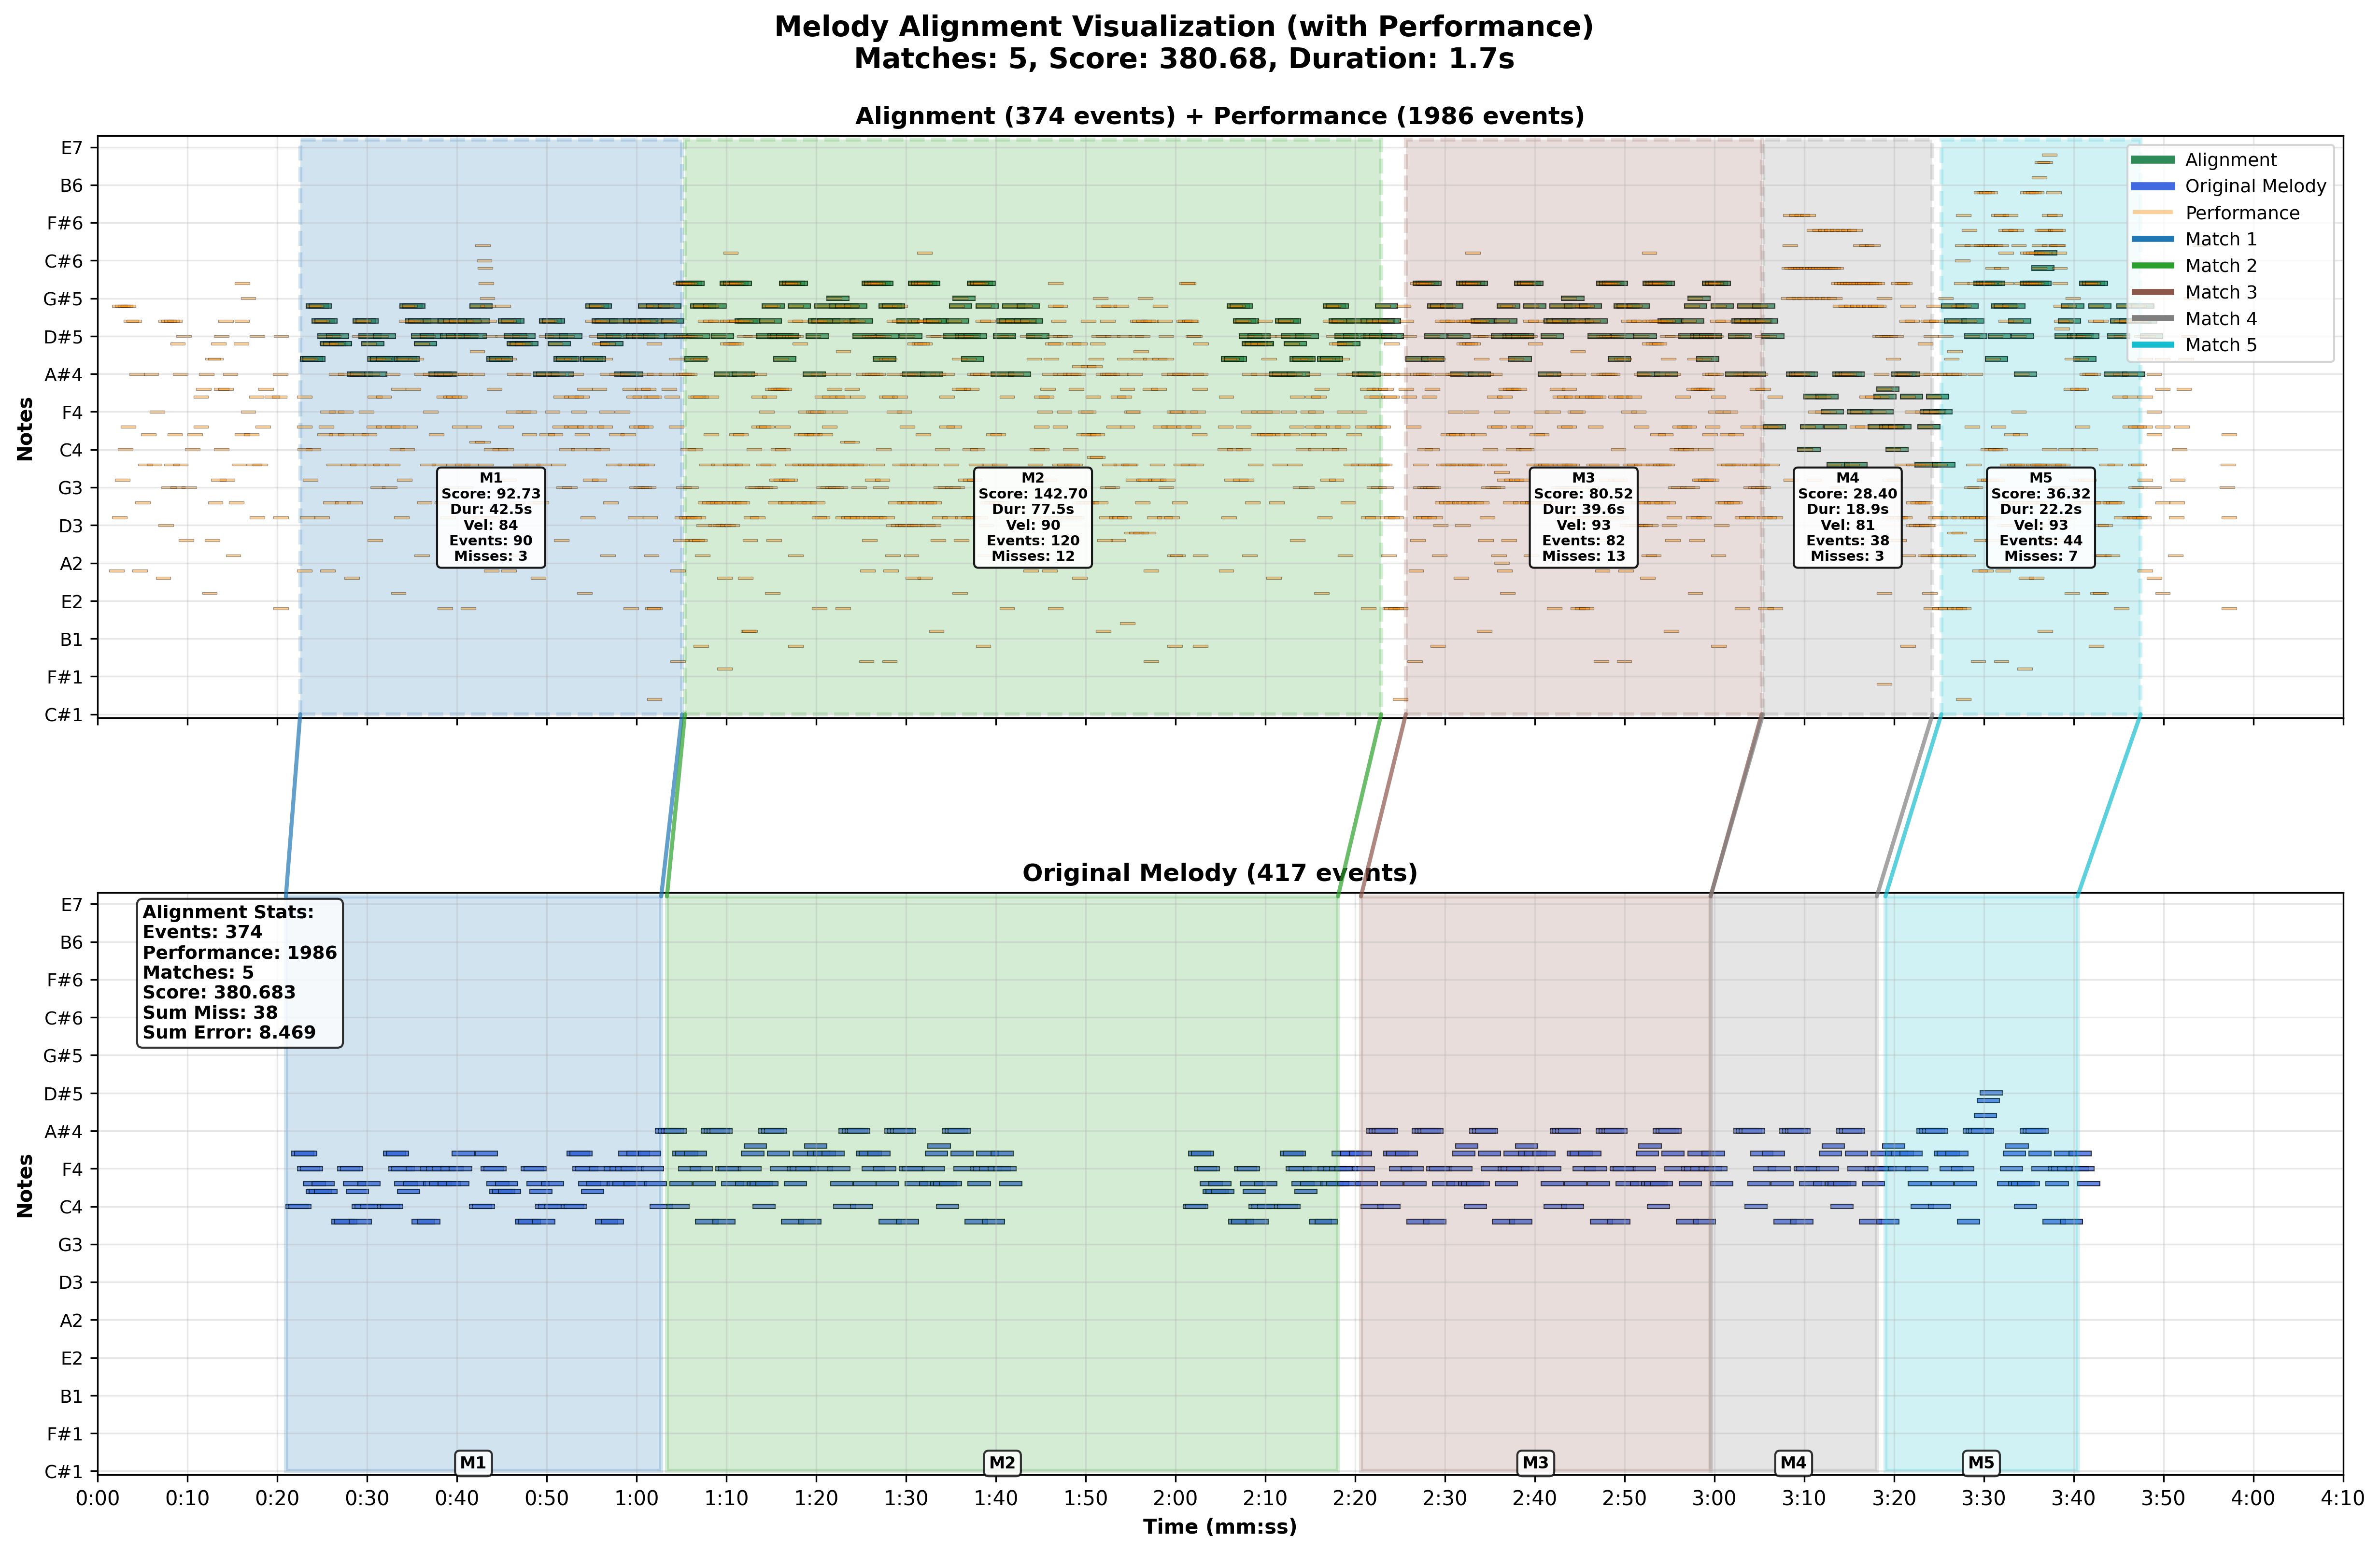 Melody Alignment Visualization (with Performance)
Matches: 5, Score: 380.68, Duration: 1.7s
Alignment (374 events) + Performance (1986 events)
Notes
E7
B6
F#6
C#6
G#5
D#5
A#4
F4
C4
G3
D3
A2
E2
B1
F#1
C#1
Alignment
Original Melody
Performance
Match 1
Match 2
Match 3
Match 4
Match 5
M1
Score: 92.73
Dur: 42.5s
Vel: 84
Events: 90
Misses: 3
M2
Score: 142.70
Dur: 77.5s
Vel: 90
Events: 120
Misses: 12
M3
Score: 80.52
Dur: 39.6s
Vel: 93
Events: 82
Misses: 13
M4
Score: 28.40
Dur: 18.9s
Vel: 81
Events: 38
Misses: 3
M5
Score: 36.32
Dur: 22.2s
Vel: 93
Events: 44
Misses: 7
Original Melody (417 events)
Notes
E7
B6
F#6
C#6
G#5
D#5
A#4
F4
C4
G3
D3
A2
E2
B1
F#1
C#1
Alignment Stats:
Events: 374
Performance: 1986
Matches: 5
Score: 380.683
Sum Miss: 38
Sum Error: 8.469
M1 M2 M3 M4 M5
0:00 0:10 0:20 0:30 0:40 0:50 1:00 1:10 1:20 1:30 1:40 1:50 2:00 2:10 2:20 2:30 2:40 2:50 3:00 3:10 3:20 3:30 3:40 3:50 4:00 4:10
Time (mm:ss)